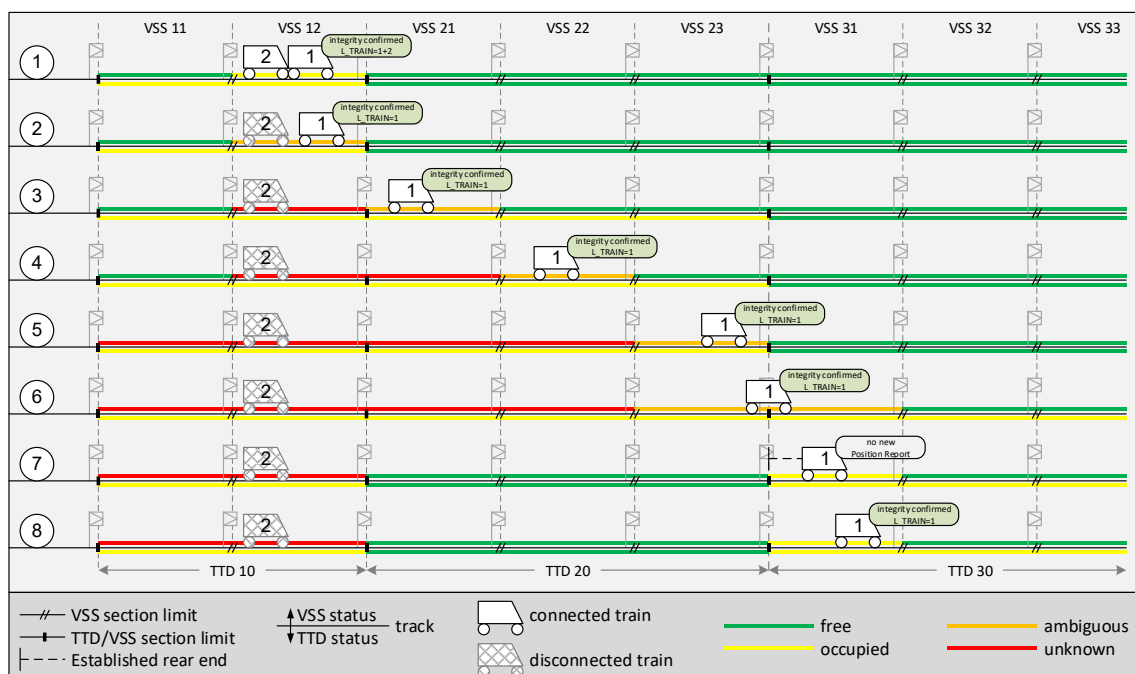 VSS 11 VSS 12 VSS 21 VSS 22 VSS 23 VSS 31 VSS 32 VSS 33
1 2 1 integrity confirmed
L_TRAIN=1+2
2 2 1 integrity confirmed
L_TRAIN=1
3 2 1 integrity confirmed
L_TRAIN=1
4 2 1 integrity confirmed
L_TRAIN=1
5 2 1 integrity confirmed
L_TRAIN=1
6 2 1 integrity confirmed
L_TRAIN=1
7 2 1 no new
Position Report
8 2 1 integrity confirmed
L_TRAIN=1
TTD 10 TTD 20 TTD 30
VSS section limit
TTD/VSS section limit
Established rear end
VSS status
TTD status
track
connected train
disconnected train
free
occupied
ambiguous
unknown